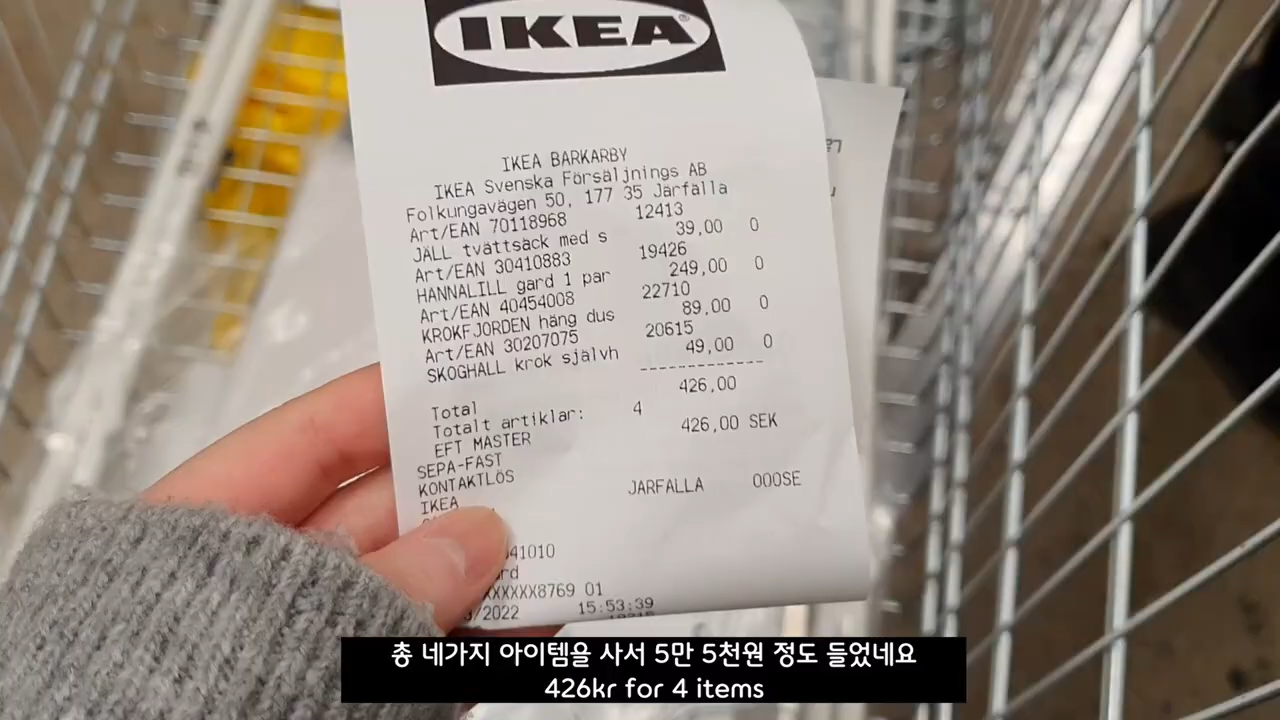 IKEA®
IKEA BARKARBY
IKEA Svenska Försäljnings AB
Folkungavägen 50, 177 35 Järfälla
Art/EAN 70118968 12413
JÄLL tvättsäck med s 39,00 0
Art/EAN 30410883 19426
HANNALILL gard 1 par 249,00 0
Art/EAN 40454008 22710
KROKFJORDEN häng dus 89,00 0
Art/EAN 30207075 20615
SKOGHALL krok självh 49,00 0
-------------
Total 426,00
Totalt artiklar: 4
EFT MASTER 426,00 SEK
SEPA-FAST
KONTAKTLÖS
IKEA JARFALLA 000SE
41010
rd
XXXXXX8769 01
/2022 15:53:39
총 네가지 아이템을 사서 5만 5천원 정도 들었네요
426kr for 4 items